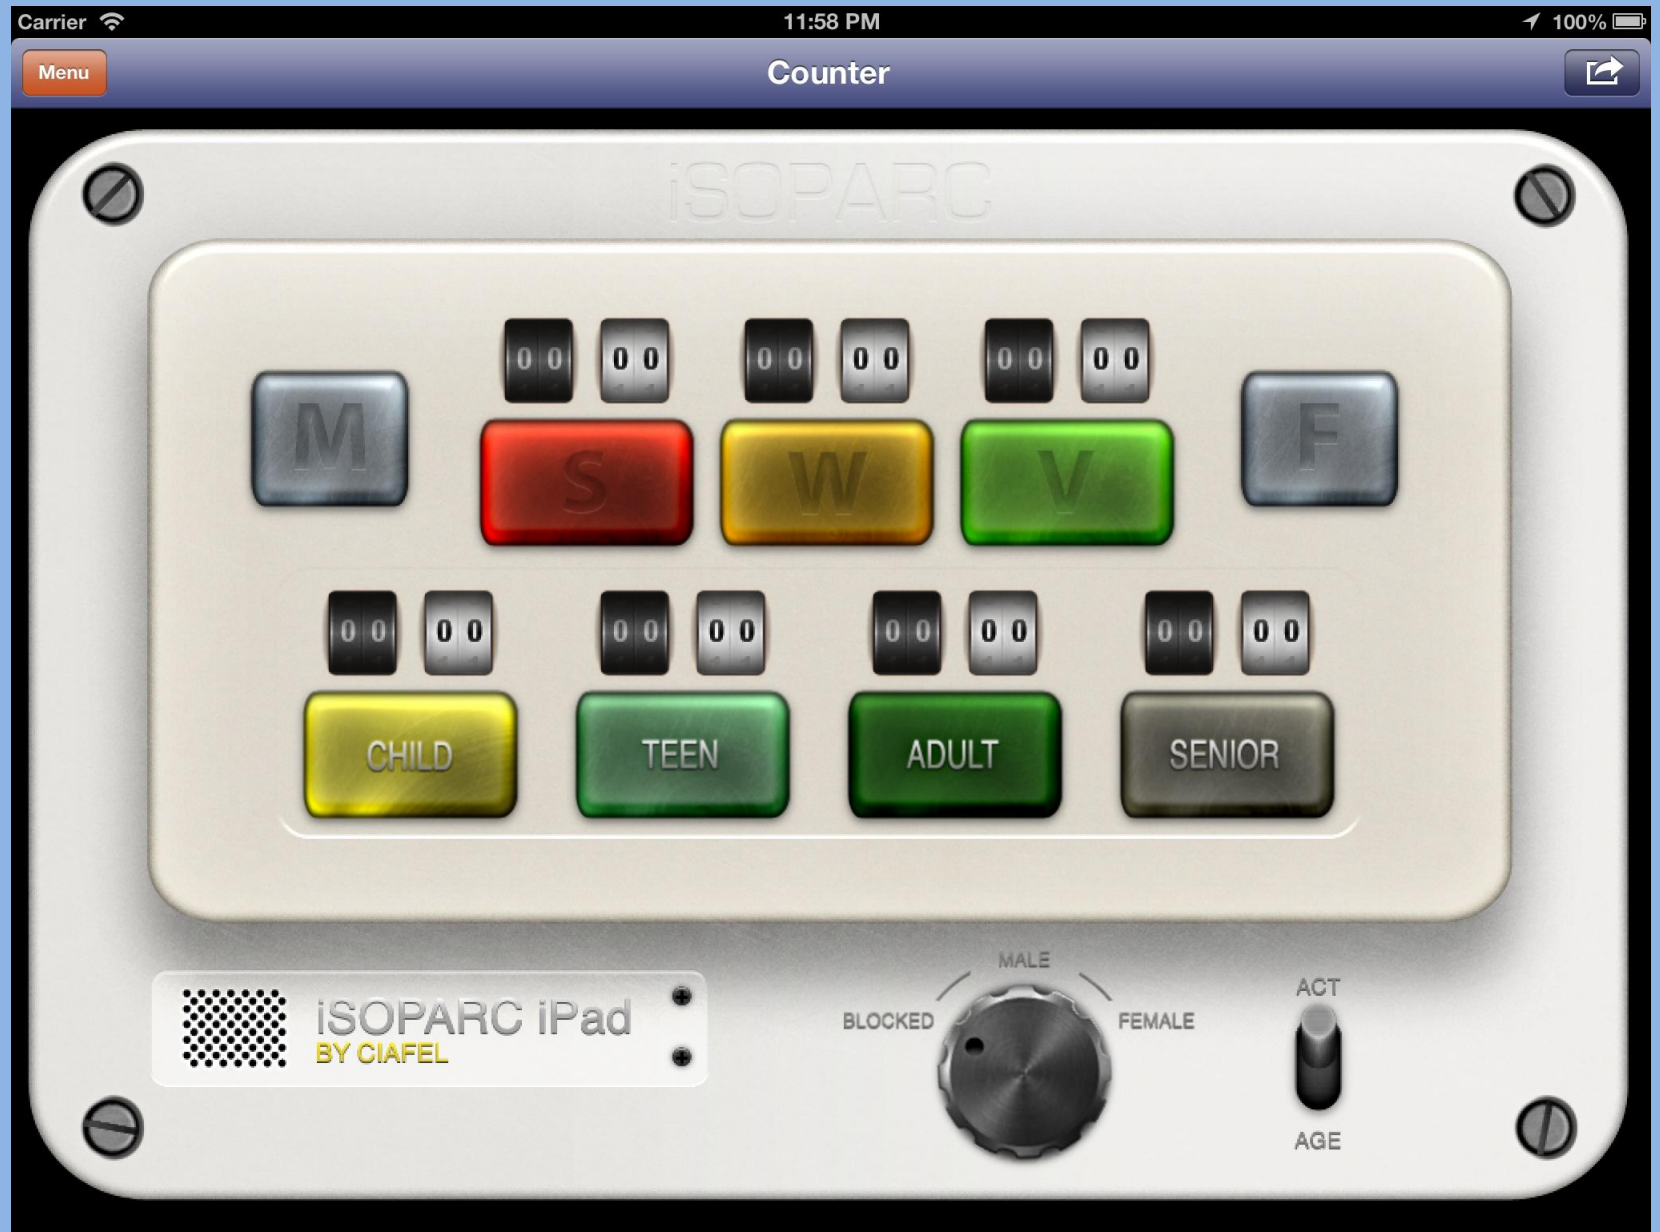 Carrier 11:58 PM 100%
Menu Counter
iSOPARC
00 00 00 00 00 00
M F
S W V
00 00 00 00 00 00 00 00
CHILD TEEN ADULT SENIOR
MALE
BLOCKED FEMALE
ACT
iSOPARC iPad
BY CIAFEL
AGE